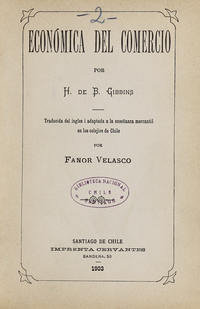 -2-
ECONÓMICA DEL COMERCIO
POR
H. DE B. GIBBINS
Traducida del ingles i adaptada a la enseñanza mercantil
en los colejios de Chile
POR
FANOR VELASCO
BIBLIOTECA NACIONAL
CHILE
SANTIAGO DE CHILE
IMPRENTA CERVANTES
BANDERA, 50
1903